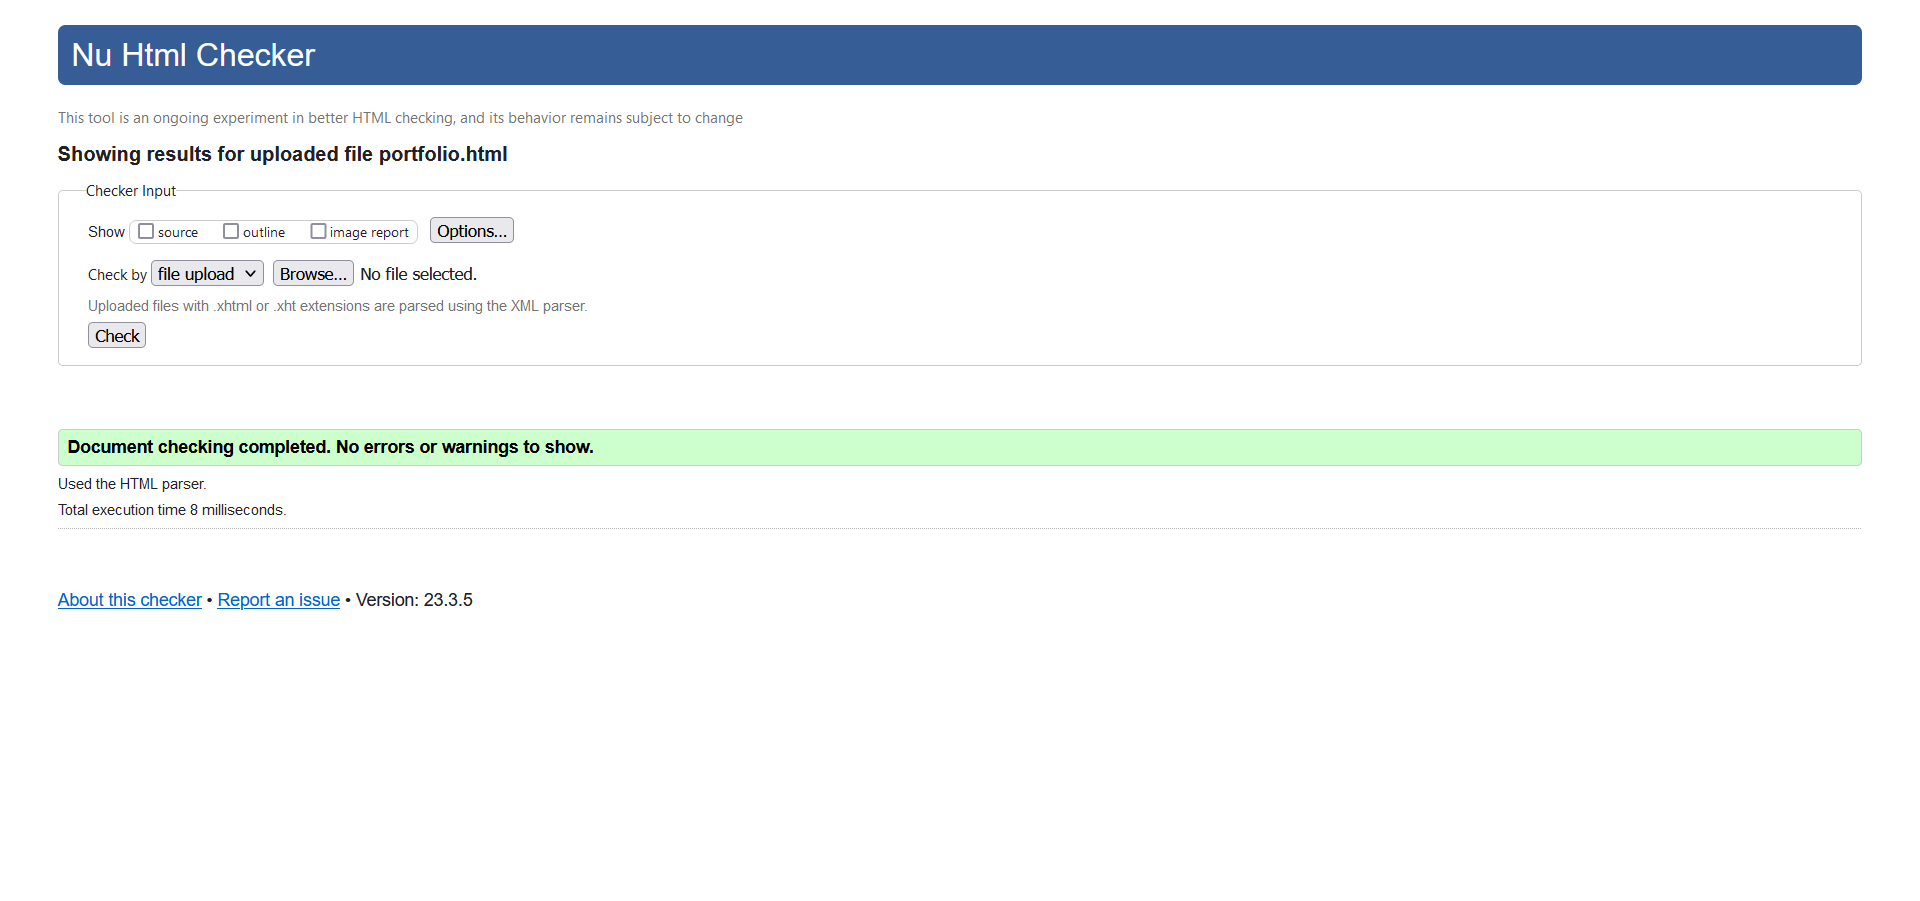 Nu Html Checker
This tool is an ongoing experiment in better HTML checking, and its behavior remains subject to change
Showing results for uploaded file portfolio.html
Checker Input
Show source outline image report Options...
Check by file upload Browse... No file selected.
Uploaded files with .xhtml or .xht extensions are parsed using the XML parser.
Check
Document checking completed. No errors or warnings to show.
Used the HTML parser.
Total execution time 8 milliseconds.
About this checker • Report an issue • Version: 23.3.5